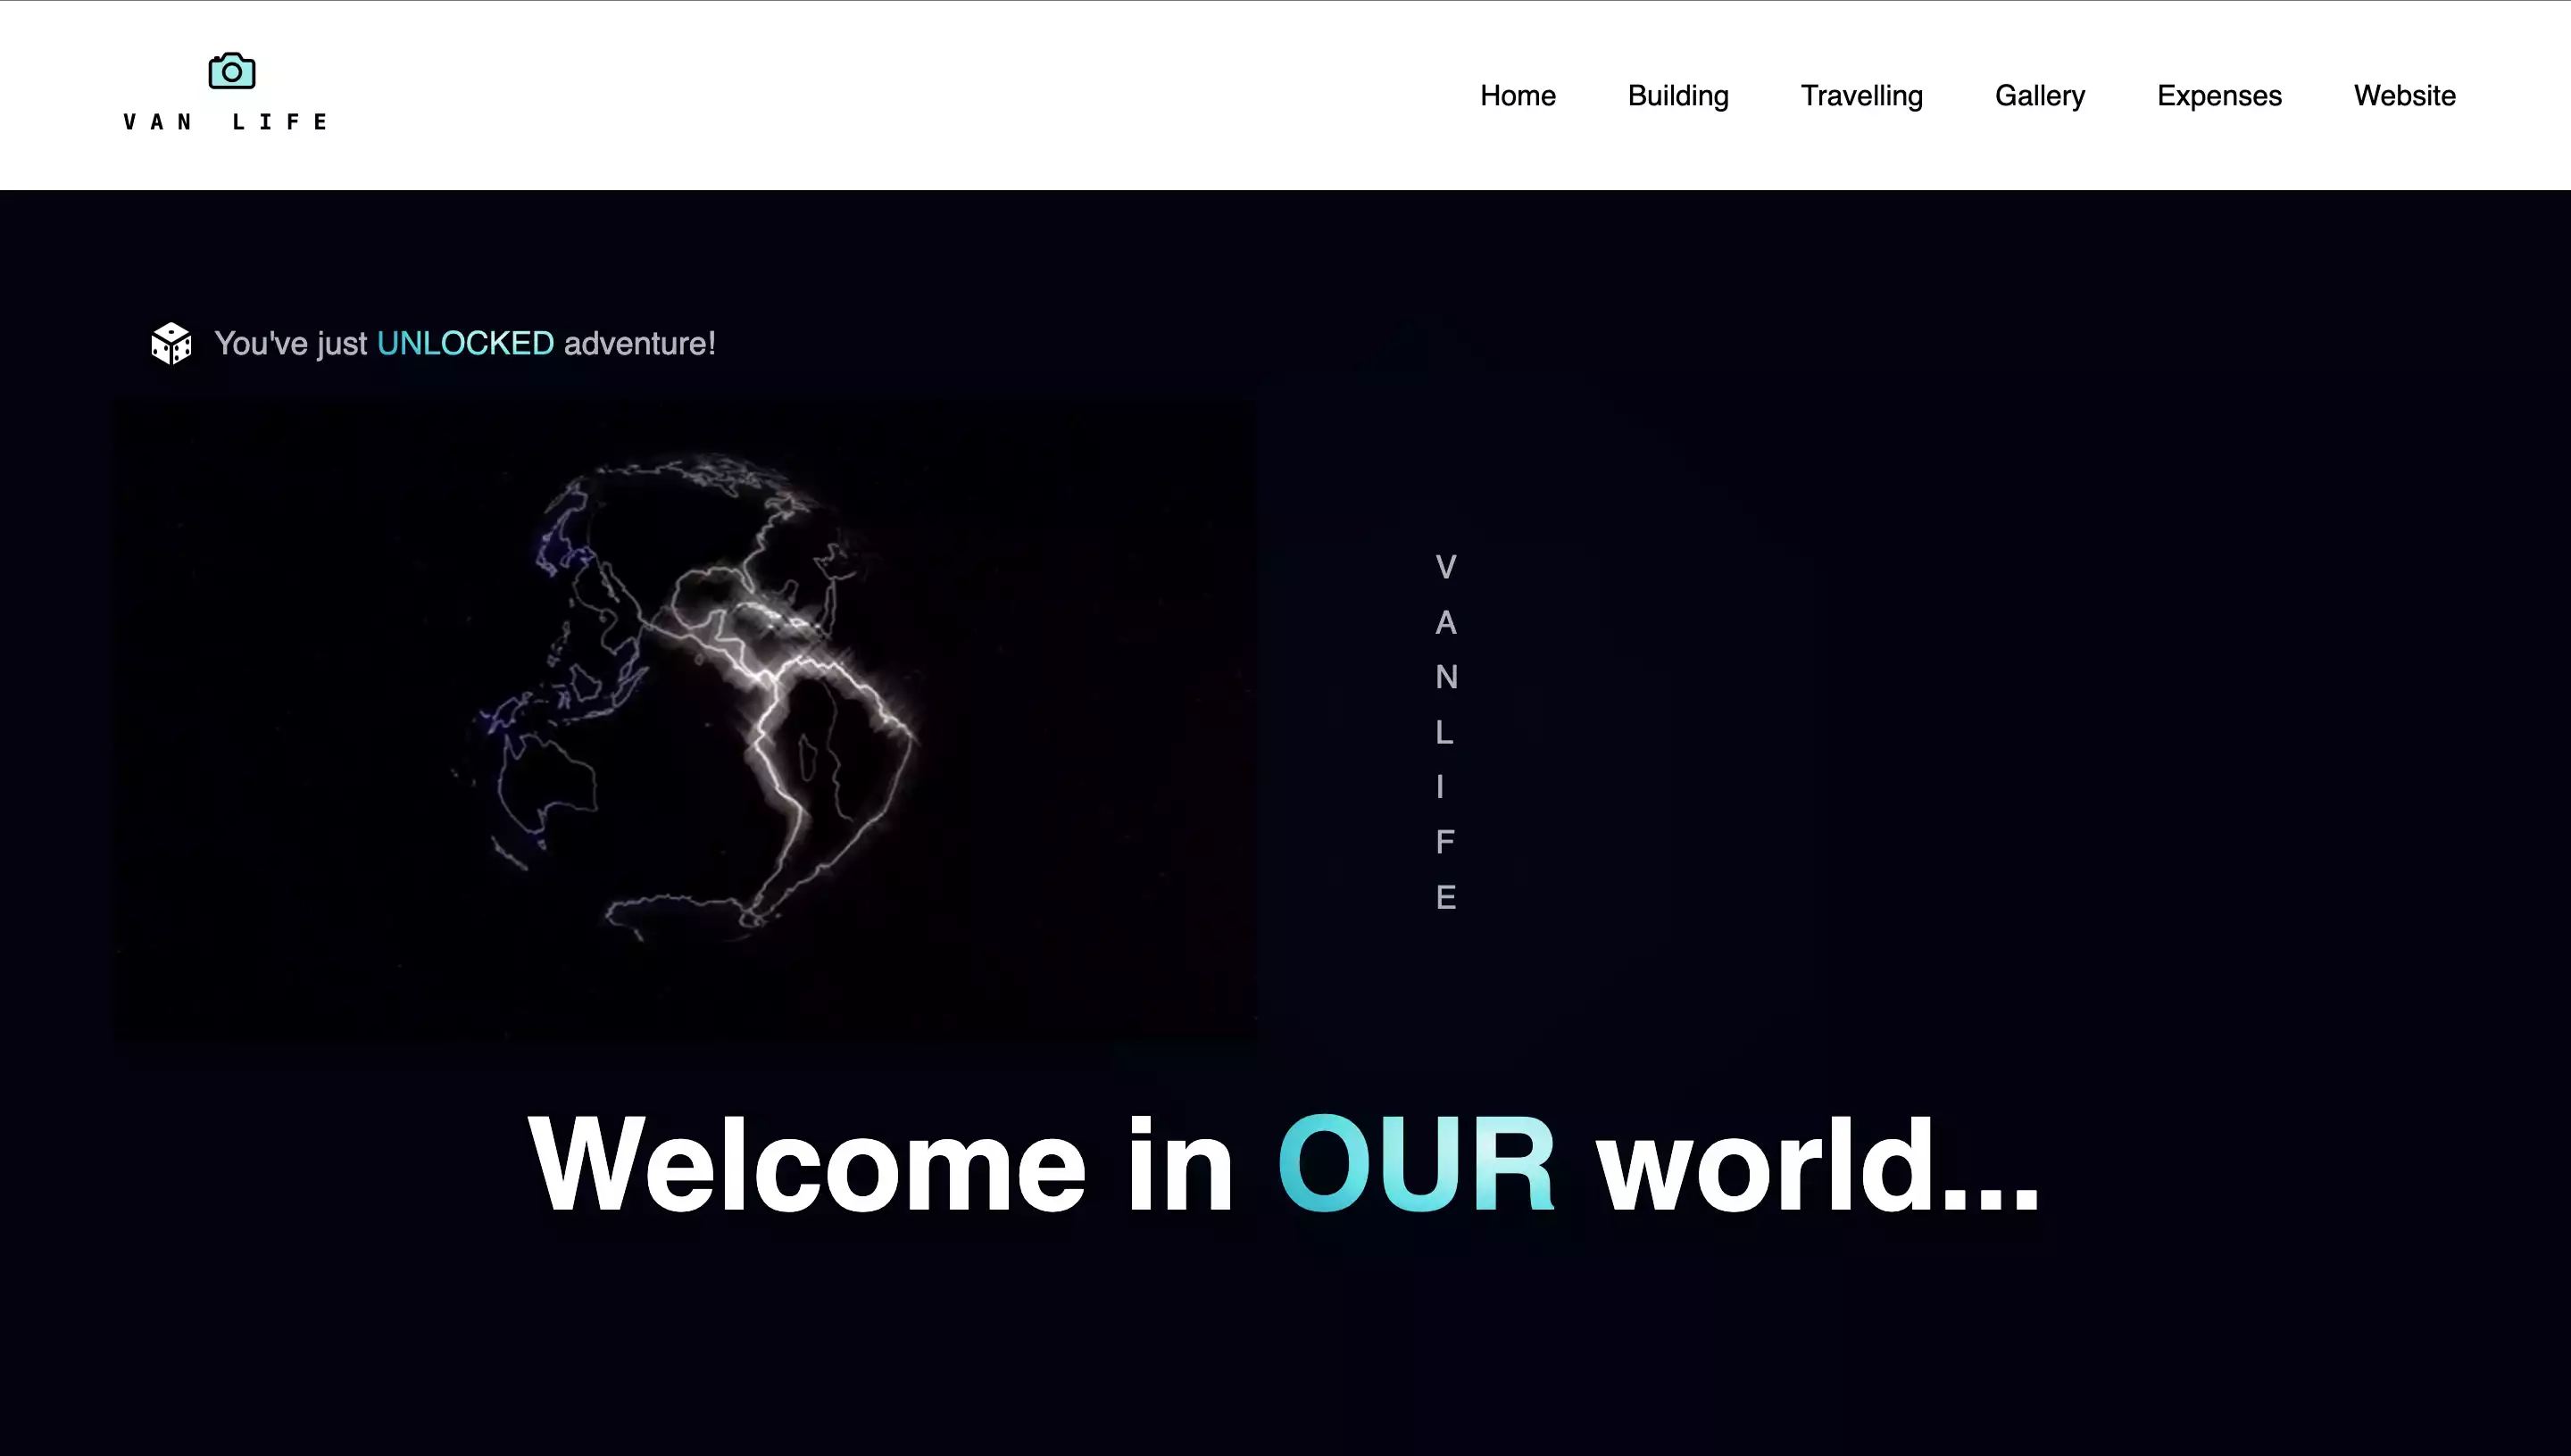 VAN LIFE
Home Building Travelling Gallery Expenses Website
You've just UNLOCKED adventure!
V
A
N
L
I
F
E
Welcome in OUR world...